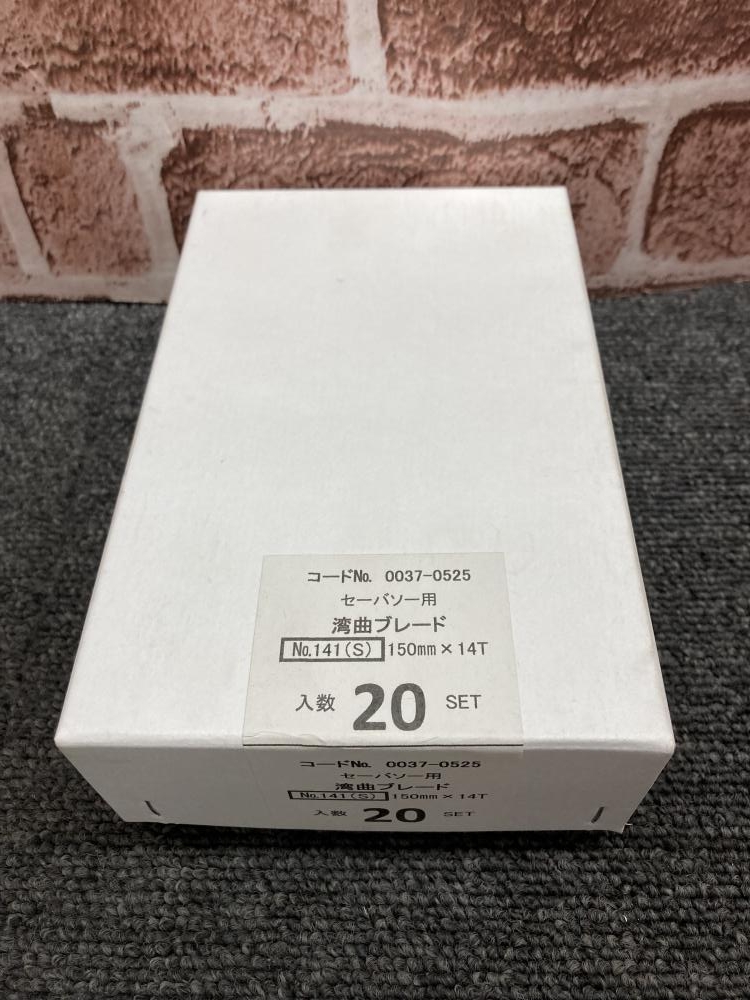 コードNo. 0037-0525
セーバソー用
湾曲ブレード
No.141(S) 150mm×14T
入数 20 SET
コードNo. 0037-0525
セーバソー用
湾曲ブレード
No.141(S) 150mm×14T
入数 20 SET